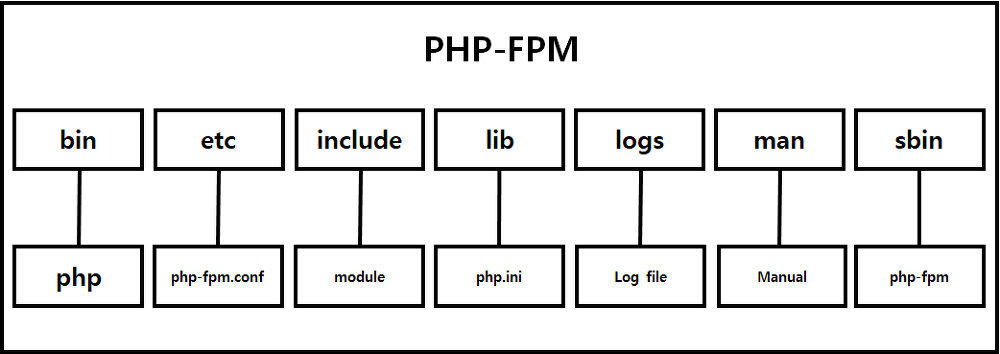 PHP-FPM
bin etc include lib logs man sbin
php php-fpm.conf module php.ini Log file Manual php-fpm